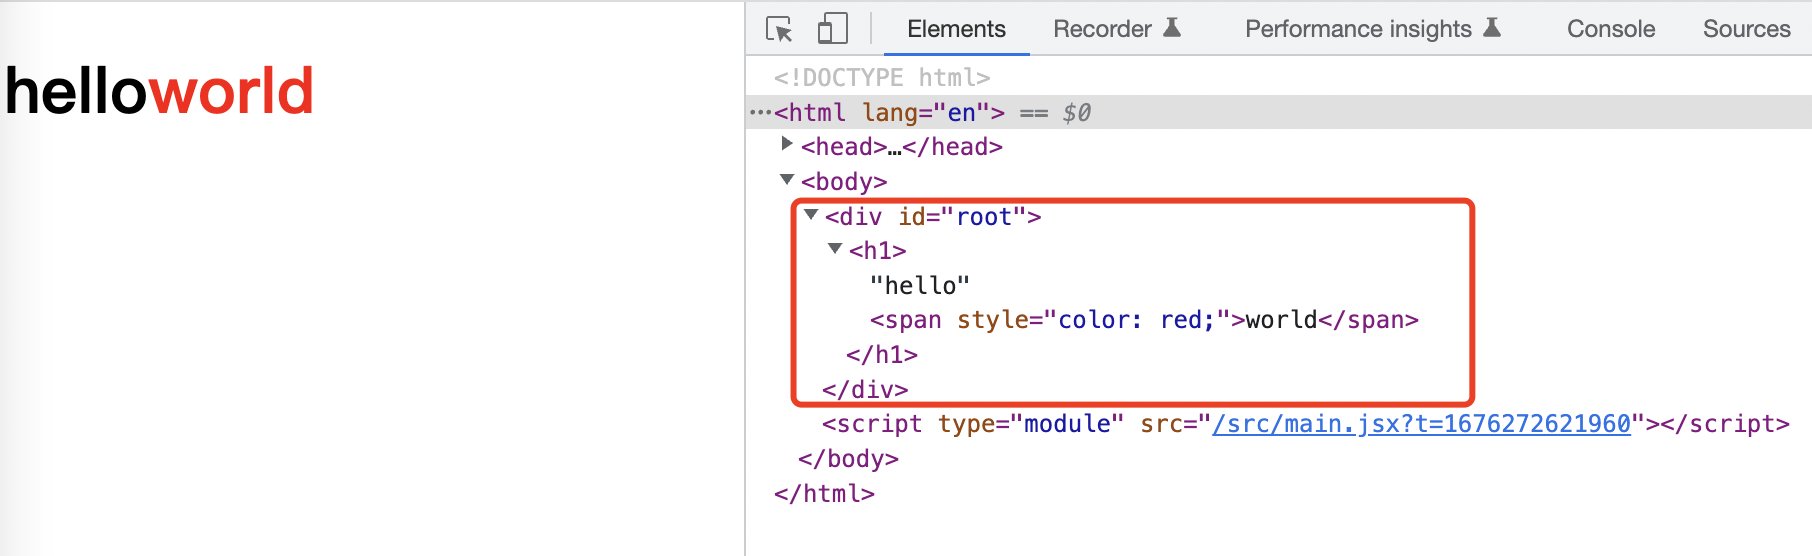 helloworld
Elements Recorder Performance insights Console Sources
<!DOCTYPE html>
…<html lang="en"> == $0
<head>…</head>
<body>
<div id="root">
<h1>
"hello"
<span style="color: red;">world</span>
</h1>
</div>
<script type="module" src="/src/main.jsx?t=1676272621960"></script>
</body>
</html>